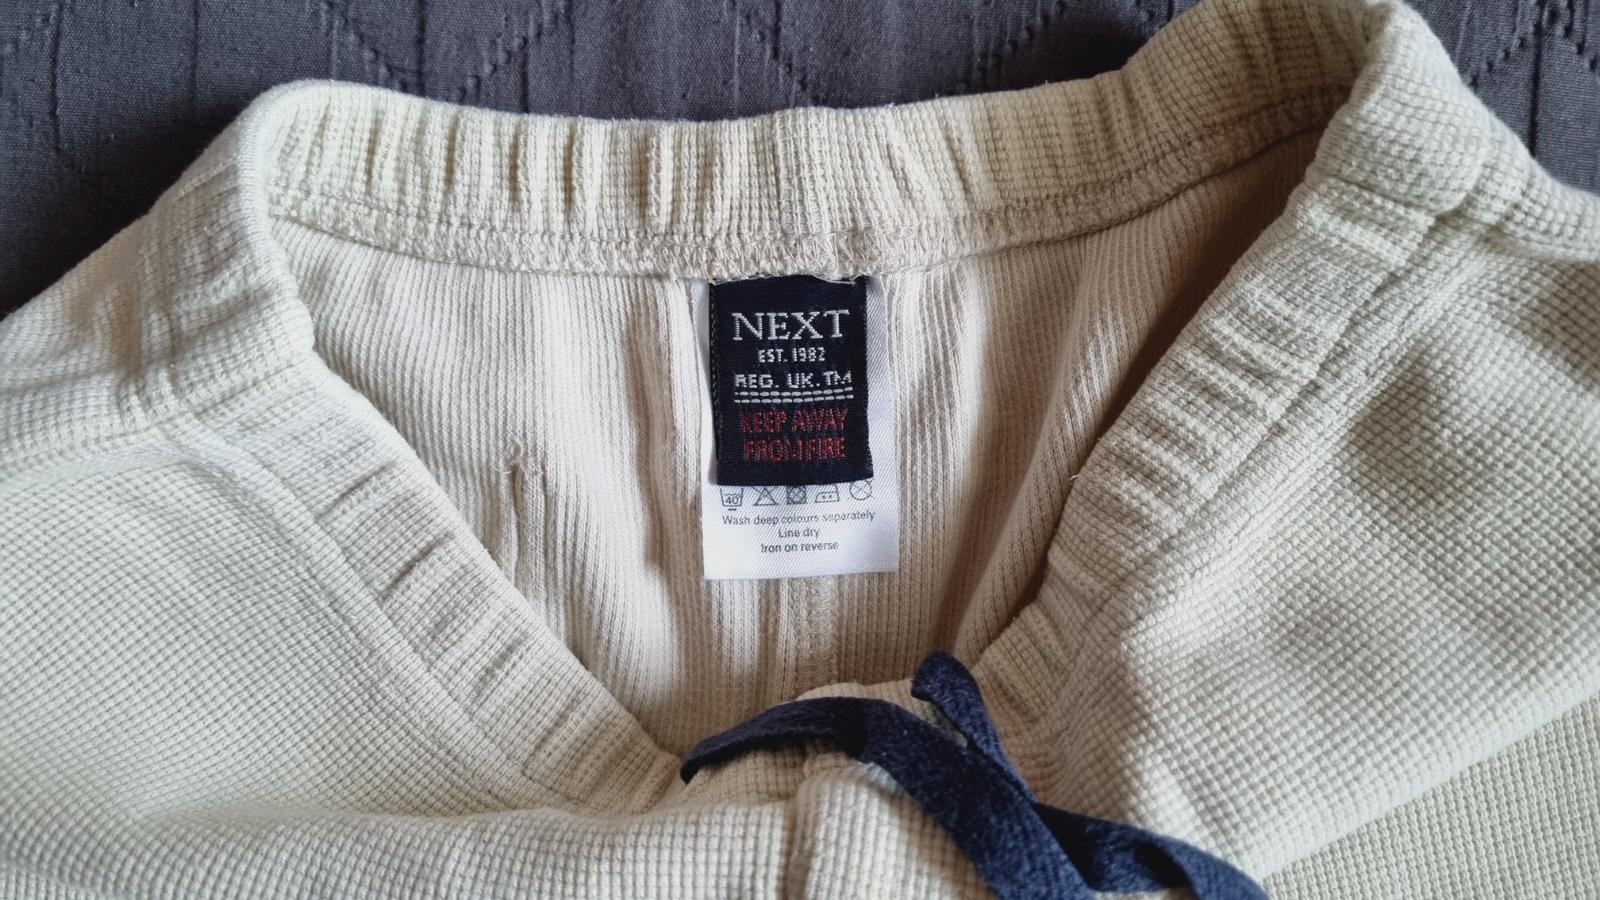 NEXT
EST. 1982
REG. UK. TM
KEEP AWAY
FROM FIRE
40
Wash deep colours separately
Line dry
Iron on reverse